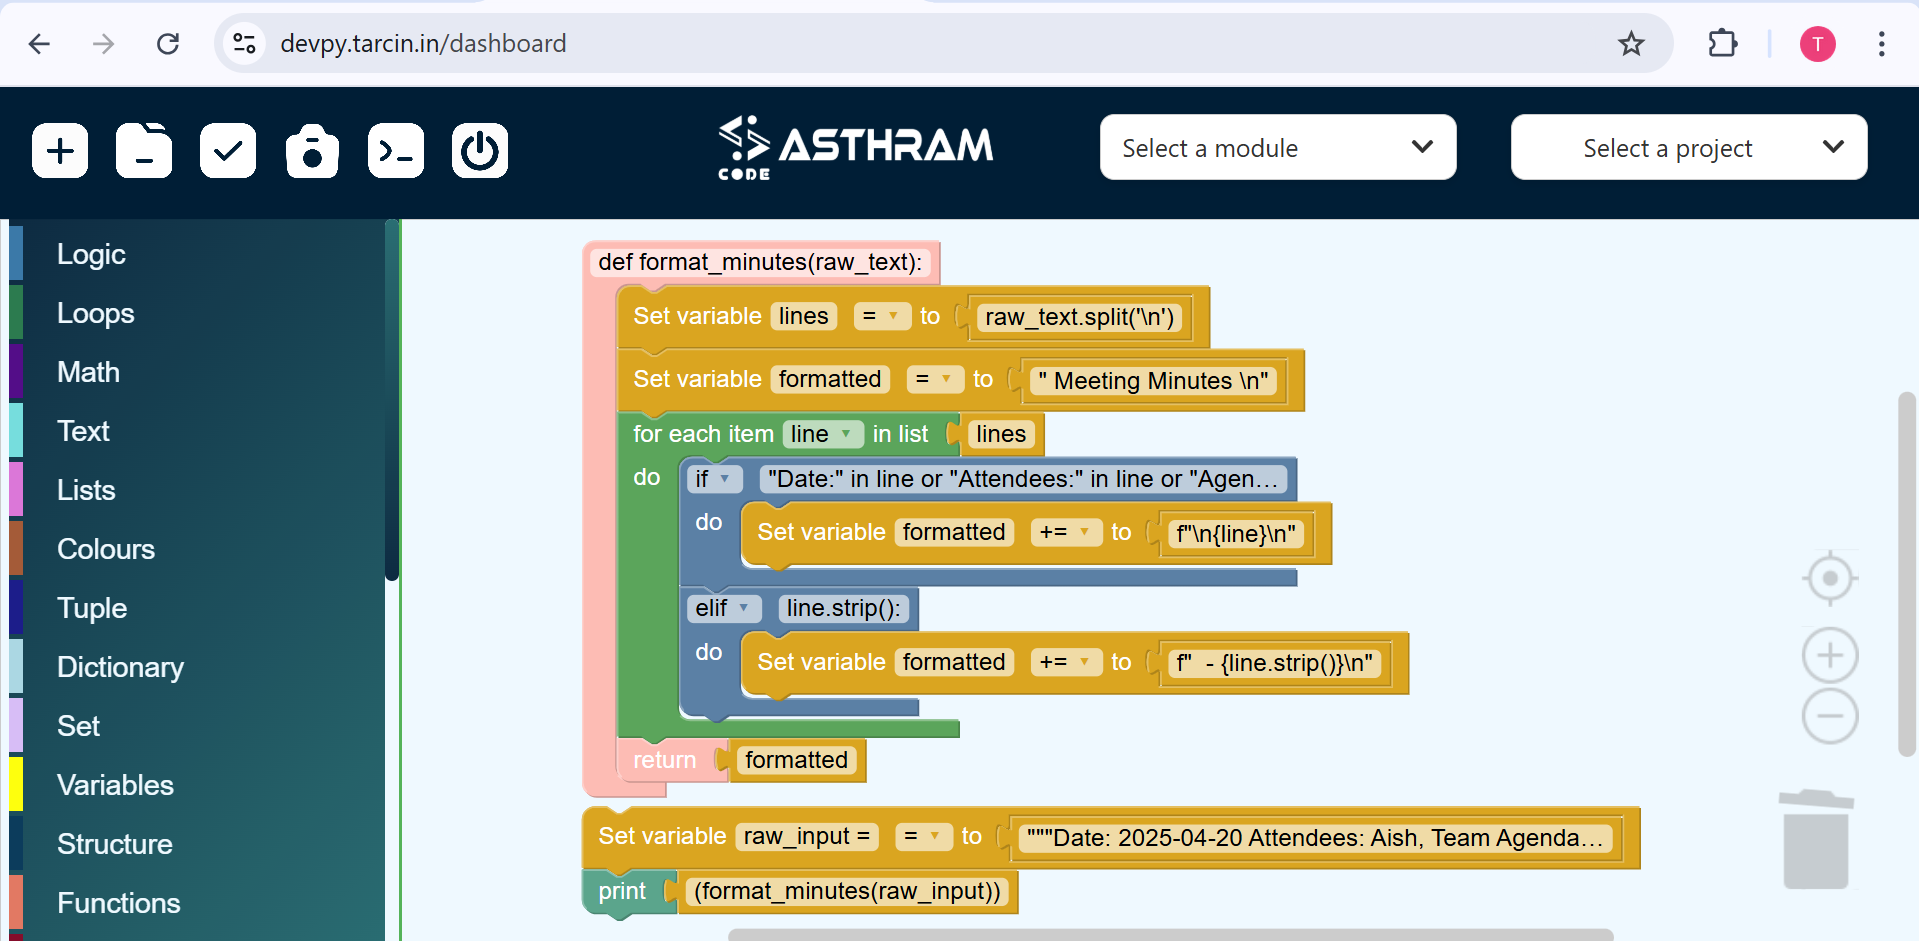 devpy.tarcin.in/dashboard
T
ASTHRAM
CODE
Select a module
Select a project
Logic
Loops
Math
Text
Lists
Colours
Tuple
Dictionary
Set
Variables
Structure
Functions
def format_minutes(raw_text):
Set variable lines = to raw_text.split('\n')
Set variable formatted = to " Meeting Minutes \n"
for each item line in list lines
do if "Date:" in line or "Attendees:" in line or "Agen...
do Set variable formatted += to f"\n{line}\n"
elif line.strip():
do Set variable formatted += to f"  - {line.strip()}\n"
return formatted
Set variable raw_input = = to """Date: 2025-04-20 Attendees: Aish, Team Agenda...
print (format_minutes(raw_input))